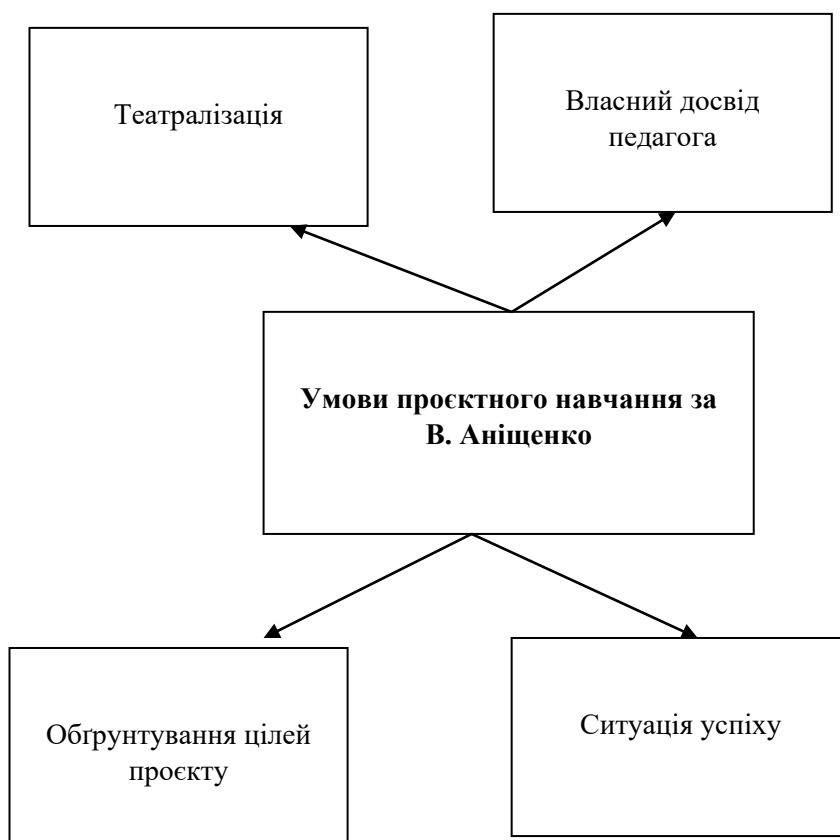 Театралізація
Власний досвід
педагога
Умови проєктного навчання за
В. Аніщенко
Обґрунтування цілей
проєкту
Ситуація успіху